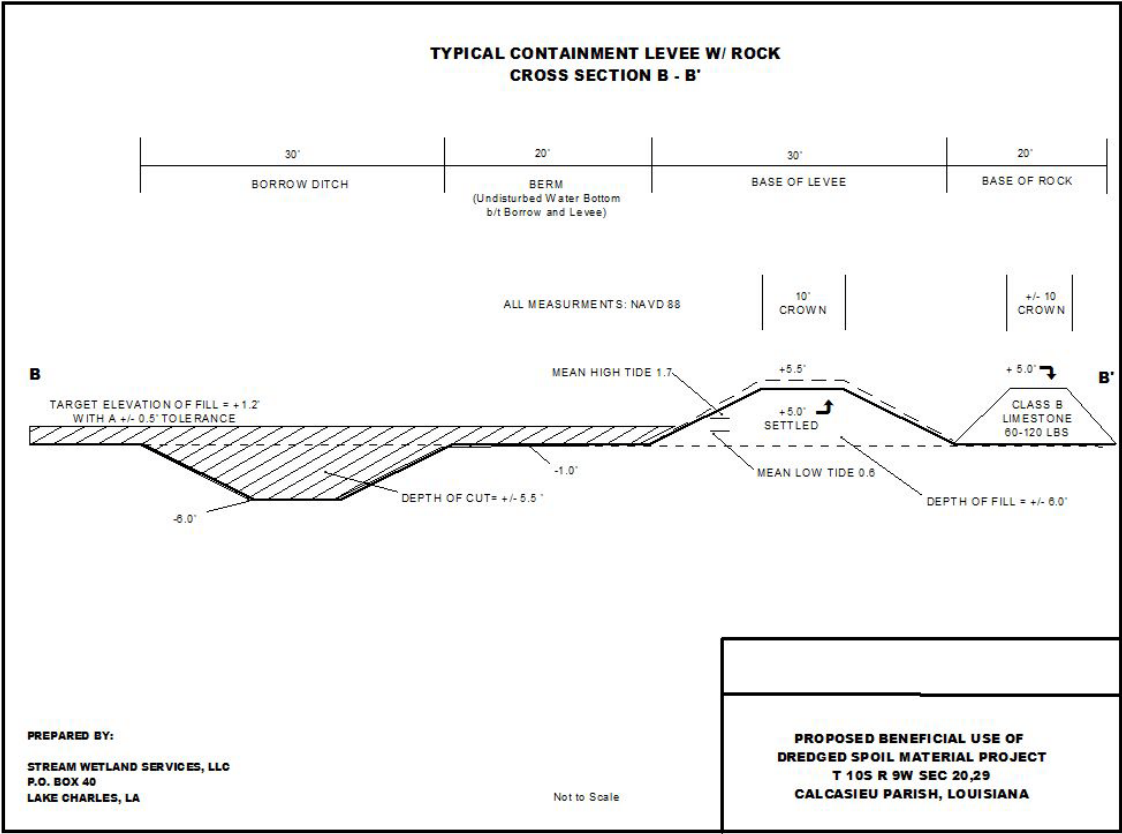 TYPICAL CONTAINMENT LEVEE W/ ROCK
CROSS SECTION B - B'
30'
20'
30'
20'
BORROW DITCH
BERM
(Undisturbed Water Bottom
b/t Borrow and Levee)
BASE OF LEVEE
BASE OF ROCK
ALL MEASURMENTS: NAVD 88
10'
CROWN
+/- 10
CROWN
B
MEAN HIGH TIDE 1.7
+5.5'
+ 5.0'
B'
TARGET ELEVATION OF FILL = +1.2'
WITH A +/- 0.5' TOLERANCE
+5.0'
SETTLED
CLASS B
LIMESTONE
60-120 LBS
-1.0'
MEAN LOW TIDE 0.6
DEPTH OF CUT= +/- 5.5 '
DEPTH OF FILL = +/- 6.0'
-6.0'
PREPARED BY:
STREAM WETLAND SERVICES, LLC
P.O. BOX 40
LAKE CHARLES, LA
Not to Scale
PROPOSED BENEFICIAL USE OF
DREDGED SPOIL MATERIAL PROJECT
T 10S R 9W SEC 20,29
CALCASIEU PARISH, LOUISIANA